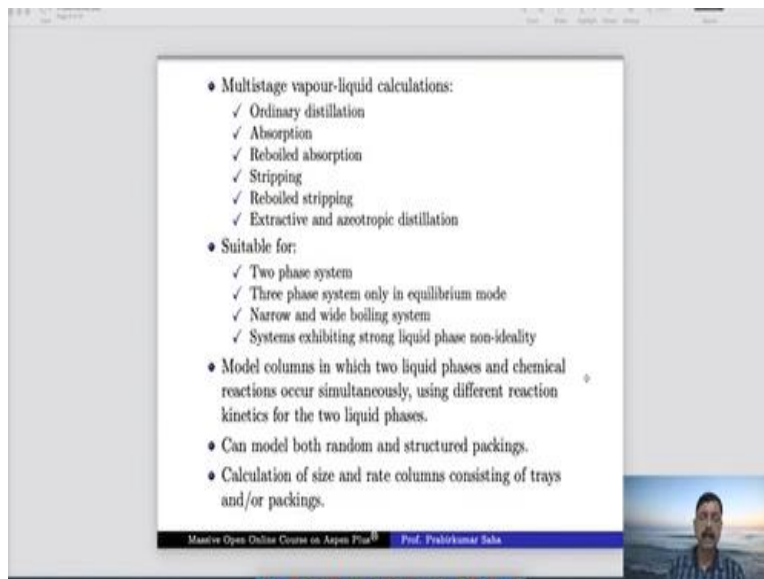 Multistage vapour-liquid calculations:
✓ Ordinary distillation
✓ Absorption
✓ Reboiled absorption
✓ Stripping
✓ Reboiled stripping
✓ Extractive and azeotropic distillation
Suitable for:
✓ Two phase system
✓ Three phase system only in equilibrium mode
✓ Narrow and wide boiling system
✓ Systems exhibiting strong liquid phase non-ideality
Model columns in which two liquid phases and chemical
reactions occur simultaneously, using different reaction
kinetics for the two liquid phases.
Can model both random and structured packings.
Calculation of size and rate columns consisting of trays
and/or packings.
Massive Open Online Course on Aspen Plus® Prof. Prabirkumar Saha